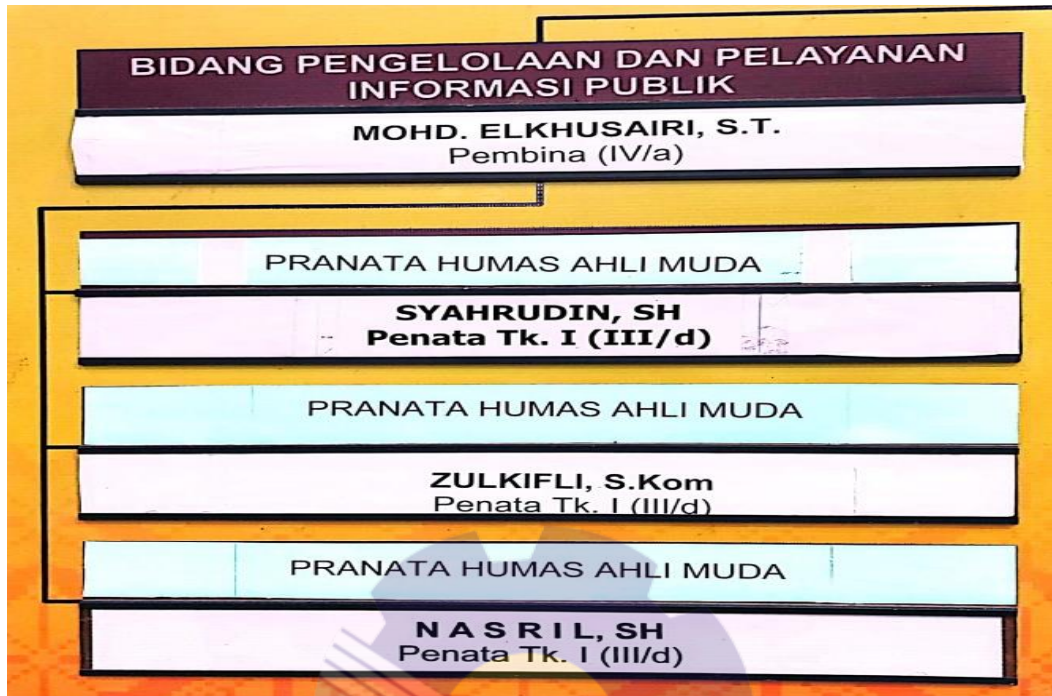 BIDANG PENGELOLAAN DAN PELAYANAN
INFORMASI PUBLIK
MOHD. ELKHUSAIRI, S.T.
Pembina (IV/a)
PRANATA HUMAS AHLI MUDA
SYAHRUDIN, SH
Penata Tk. I (III/d)
PRANATA HUMAS AHLI MUDA
ZULKIFLI, S.Kom
Penata Tk. I (III/d)
PRANATA HUMAS AHLI MUDA
N A S R I L, SH
Penata Tk. I (III/d)